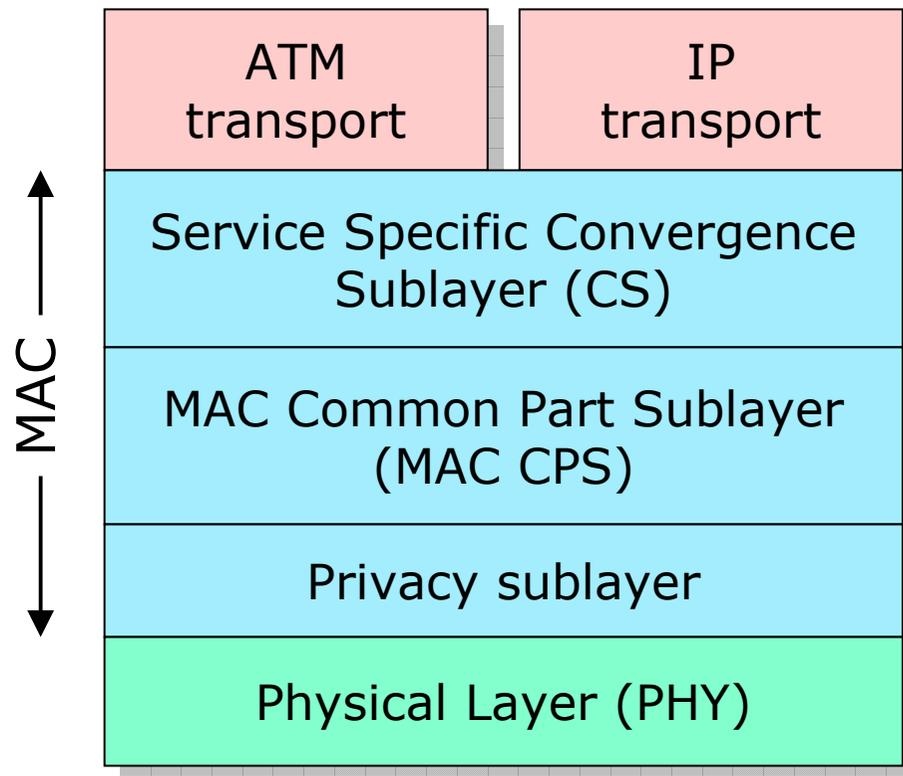 ATM
transport
IP
transport
Service Specific Convergence
Sublayer (CS)
MAC
MAC Common Part Sublayer
(MAC CPS)
Privacy sublayer
Physical Layer (PHY)